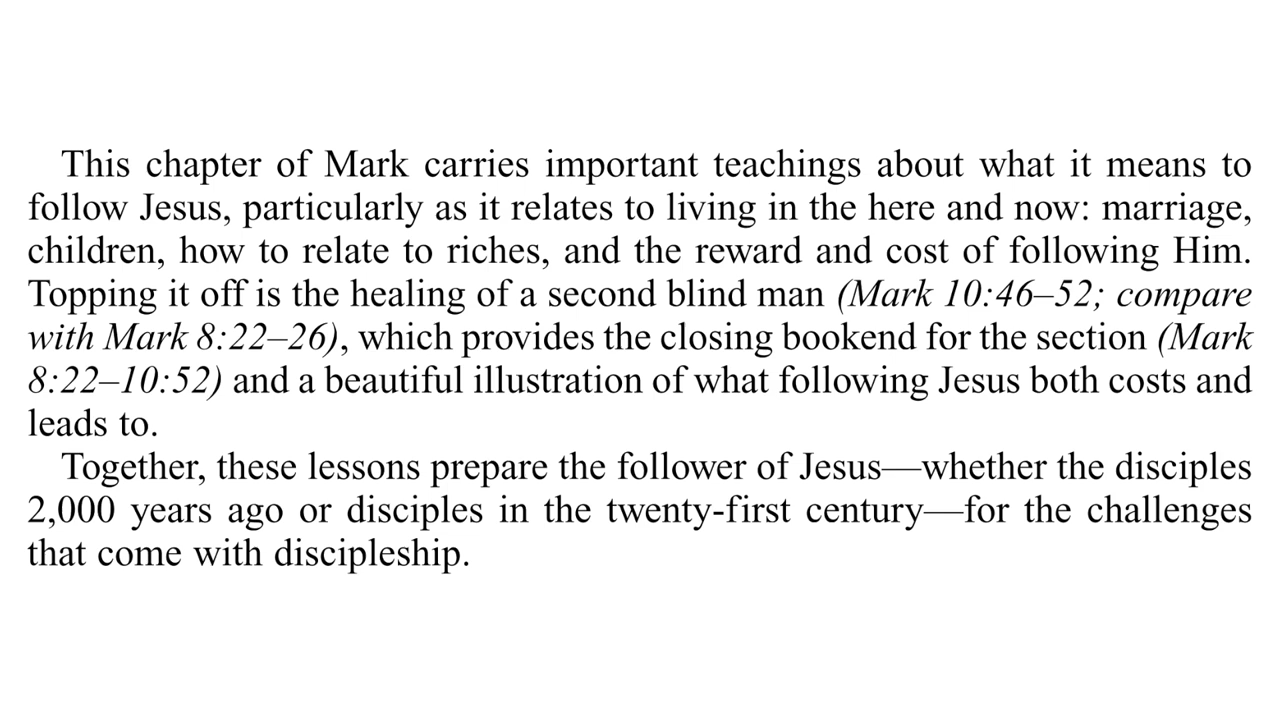 This chapter of Mark carries important teachings about what it means to
follow Jesus, particularly as it relates to living in the here and now: marriage,
children, how to relate to riches, and the reward and cost of following Him.
Topping it off is the healing of a second blind man (Mark 10:46–52; compare
with Mark 8:22–26), which provides the closing bookend for the section (Mark
8:22–10:52) and a beautiful illustration of what following Jesus both costs and
leads to.
Together, these lessons prepare the follower of Jesus—whether the disciples
2,000 years ago or disciples in the twenty-first century—for the challenges
that come with discipleship.